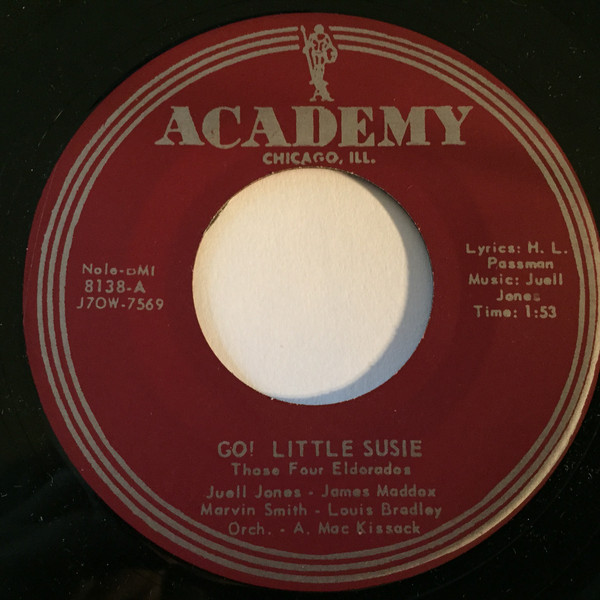 ACADEMY
CHICAGO, ILL.
Nole-BMI
8138-A
J7OW-7569
Lyrics: H. L.
Passman
Music: Juell
Jones
Time: 1:53
GO! LITTLE SUSIE
Those Four Eldorados
Juell Jones - James Maddox
Marvin Smith - Louis Bradley
Orch. - A. Mac Kissack